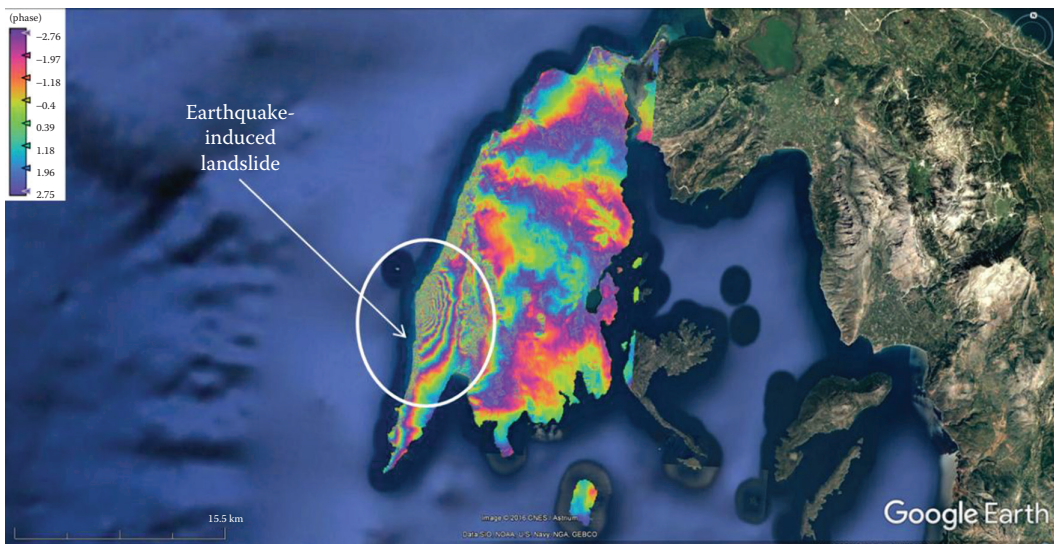 (phase)
–2.76
–1.97
–1.18
–0.4
0.39
1.18
1.96
2.75
Earthquake-
induced
landslide
N
15.5 km
Image © 2016 CNES / Astrium
Data SIO, NOAA, U.S. Navy, NGA, GEBCO
Google Earth